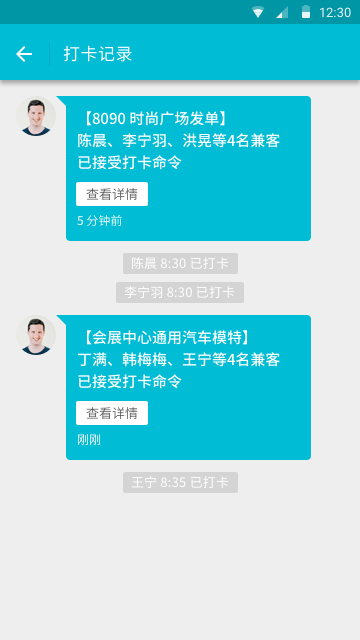 12:30
打卡记录
【8090 时尚广场发单】
陈晨、李宁羽、洪晃等4名兼客
已接受打卡命令
查看详情
5 分钟前
陈晨 8:30 已打卡
李宁羽 8:30 已打卡
【会展中心通用汽车模特】
丁满、韩梅梅、王宁等4名兼客
已接受打卡命令
查看详情
刚刚
王宁 8:35 已打卡